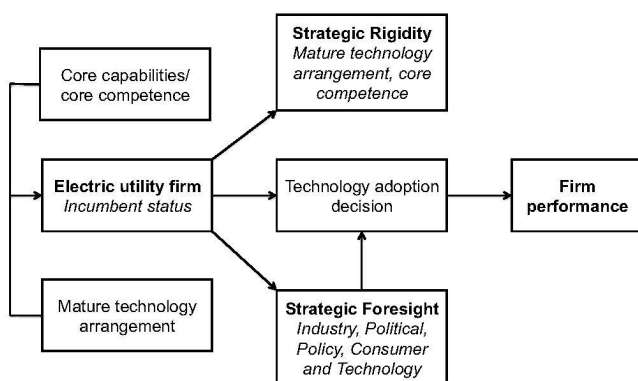 Strategic Rigidity
Mature technology
arrangement, core
competence
Core capabilities/
core competence
Electric utility firm
Incumbent status
Technology adoption
decision
Firm
performance
Mature technology
arrangement
Strategic Foresight
Industry, Political,
Policy, Consumer
and Technology